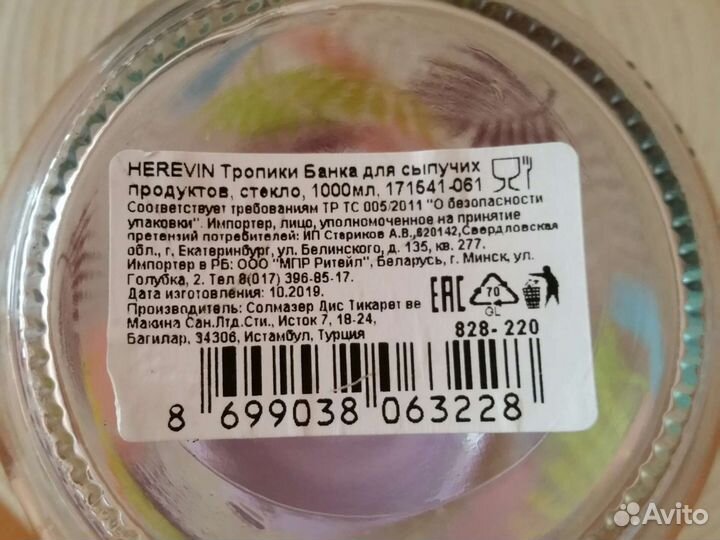 HEREVIN Тропики Банка для сыпучих
продуктов, стекло, 1000мл, 171541-061
Соответствует требованиям ТР ТС 005/2011 "О безопасности
упаковки". Импортер, лицо, уполномоченное на принятие
претензий потребителей: ИП Стариков А.В.,620142,Свердловская
обл., г, Екатеринбург, ул. Белинского, д. 135, кв. 277.
Импортер в РБ: ООО "МПР Ритейл", Беларусь, г. Минск, ул.
Голубка, 2. Тел 8(017) 396-85-17.
Дата изготовления: 10.2019.
Производитель: Солмазер Дис Тикарет ве
Макина Сан.Лтд.Сти., Исток 7, 18-24,
Багилар, 34306, Истамбул, Турция
EAC
70
GL
828-220
8 699038 063228
Avito